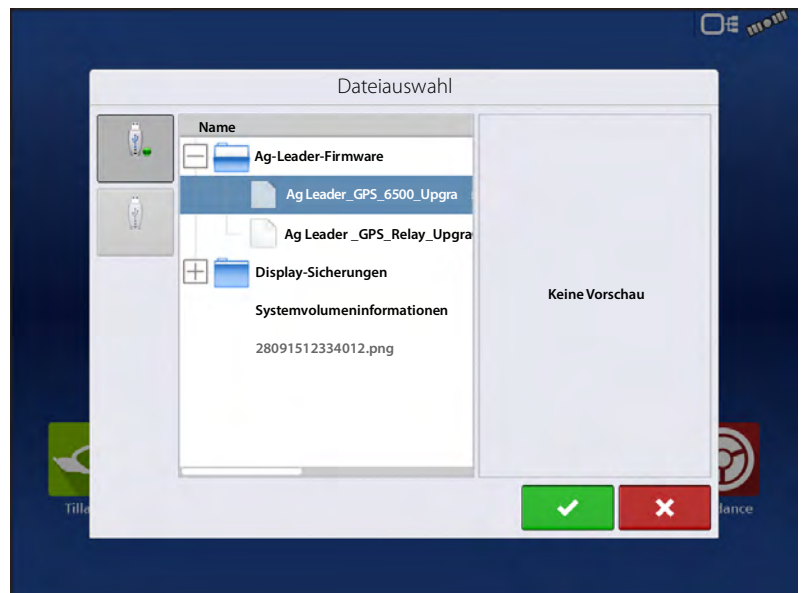 Dateiauswahl
Name
Ag-Leader-Firmware
Ag Leader_GPS_6500_Upgra
Ag Leader _GPS_Relay_Upgra
Display-Sicherungen
Systemvolumeninformationen
28091512334012.png
Keine Vorschau
Tilla
dance